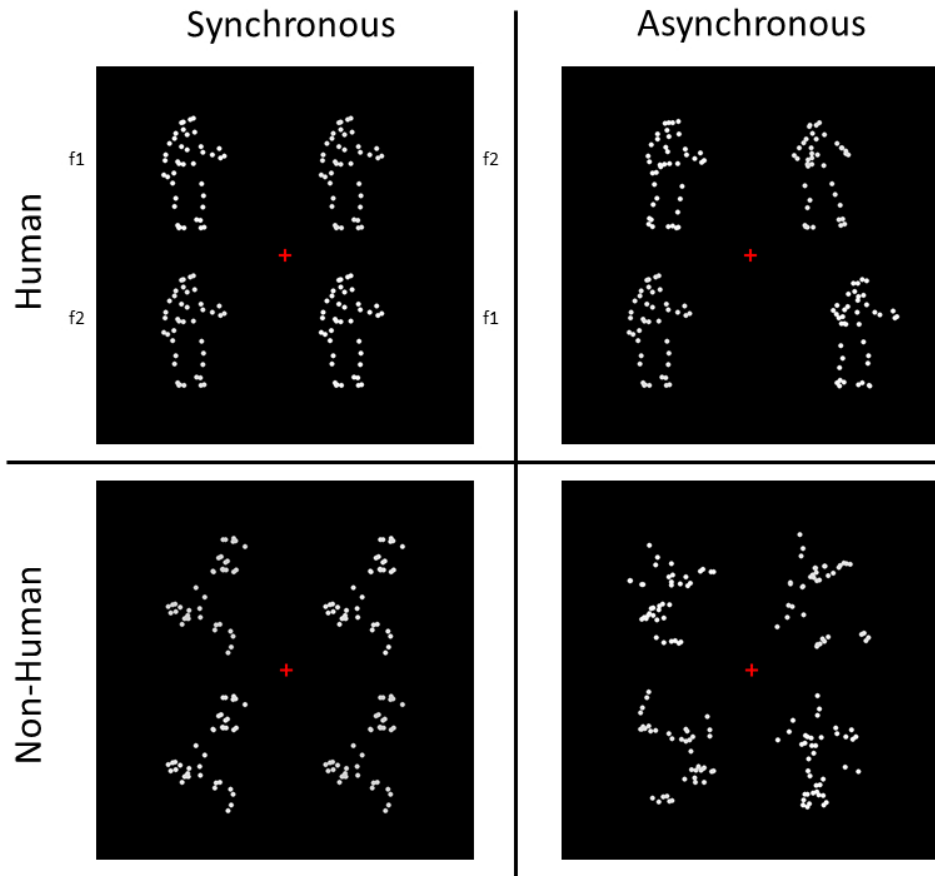 Synchronous
Asynchronous
Human
f1
f2
f2
f1
Non-Human